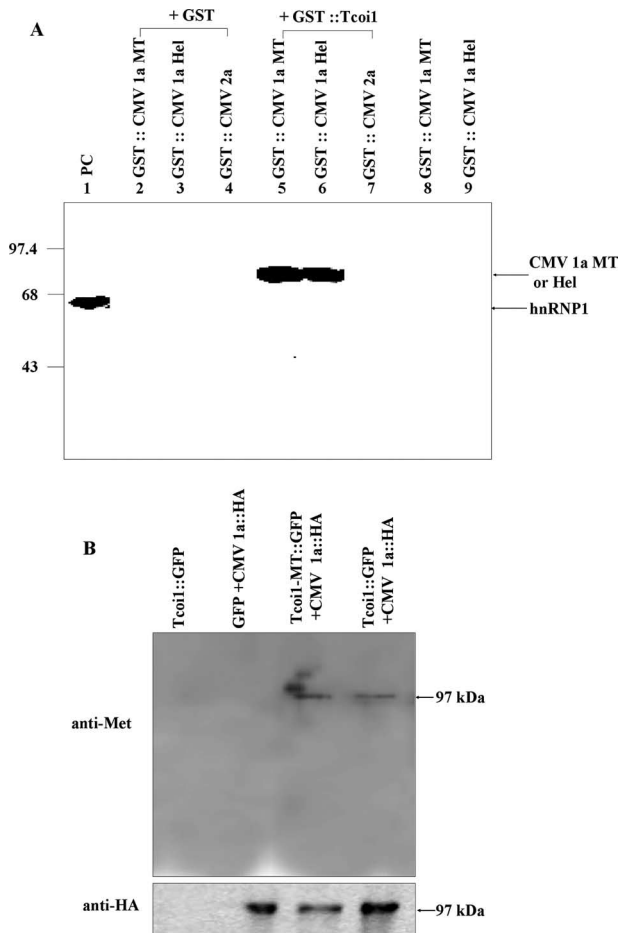 A
+ GST
+ GST ::Tcoi1
PC
GST :: CMV 1a MT
GST :: CMV 1a Hel
GST :: CMV 2a
GST :: CMV 1a MT
GST :: CMV 1a Hel
GST :: CMV 2a
GST :: CMV 1a MT
GST :: CMV 1a Hel
1 2 3 4 5 6 7 8 9
97.4
68
43
CMV 1a MT
or Hel
hnRNP1
B
Tcoi1::GFP
GFP +CMV 1a::HA
Tcoi1-MT::GFP
+CMV 1a::HA
Tcoi1::GFP
+CMV 1a::HA
anti-Met
97 kDa
anti-HA
97 kDa